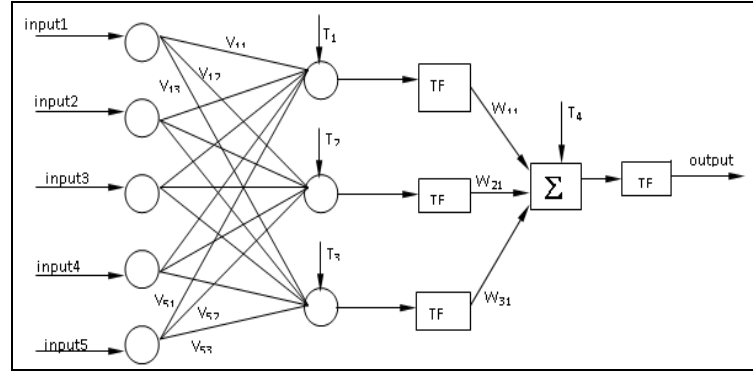 input1
V₁₁
T₁
V₁₂
V₁₃
TF
input2
W₁₁
T₄
T₂
input3
TF
W₂₁
Σ
TF
output
input4
T₃
V₅₁
V₅₂
TF
W₃₁
input5
V₅₃